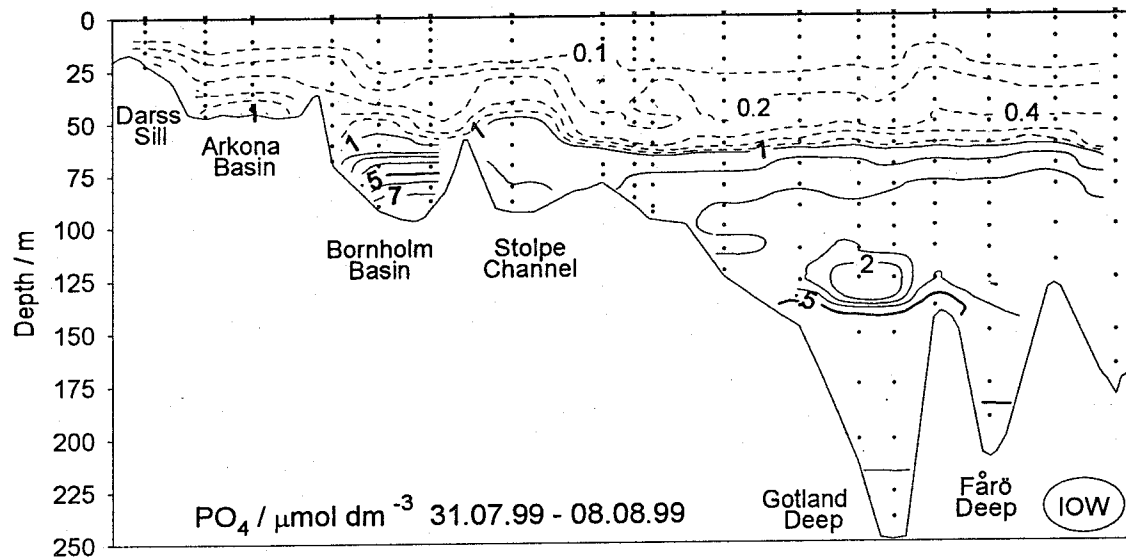 0
25
50
75
100
125
150
175
200
225
250
Depth / m
0.1
0.2
0.4
1
1
1
1
5
7
2
5
Darss
Sill
Arkona
Basin
Bornholm
Basin
Stolpe
Channel
Gotland
Deep
Fårö
Deep
IOW
PO4 / μmol dm -3 31.07.99 - 08.08.99